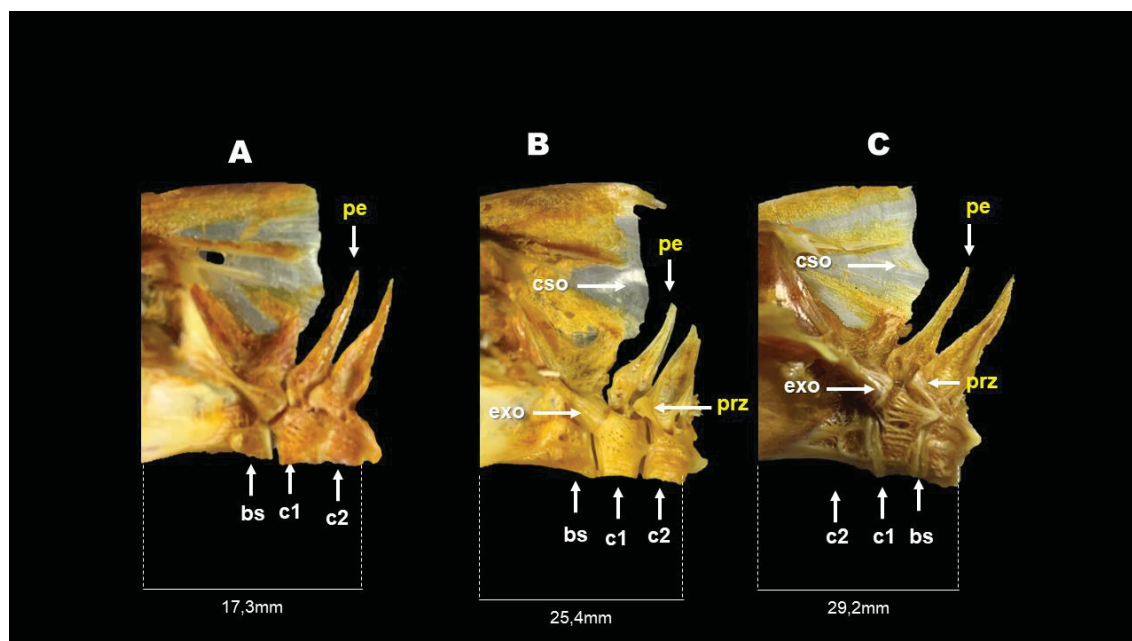 A
B
C
pe
pe
pe
cso
cso
exo
exo
prz
prz
bs
c1
c2
bs
c1
c2
c2
c1
bs
17,3mm
25,4mm
29,2mm